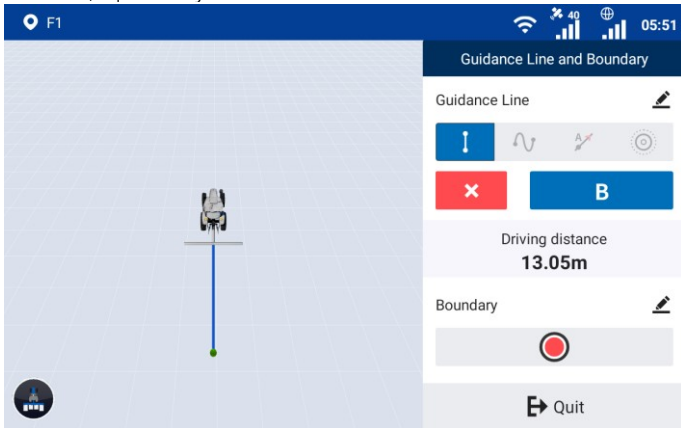 F1
40
05:51
Guidance Line and Boundary
Guidance Line
A
B
Driving distance
13.05m
Boundary
Quit